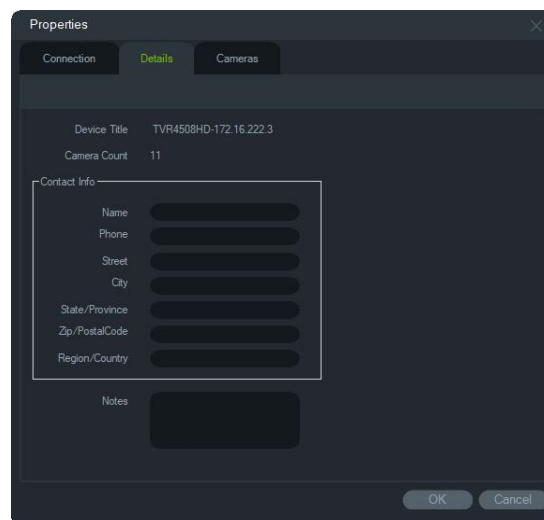 Properties
Connection Details Cameras
Device Title TVR4508HD-172.16.222.3
Camera Count 11
Contact Info
Name
Phone
Street
City
State/Province
Zip/PostalCode
Region/Country
Notes
OK Cancel